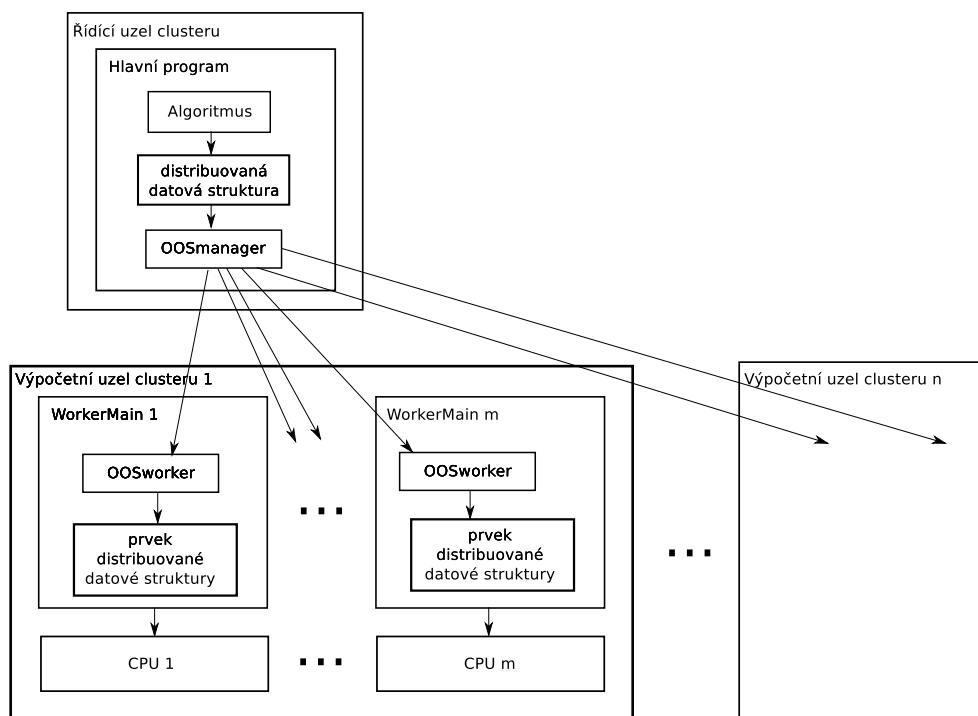 Řídící uzel clusteru
Hlavní program
Algoritmus
distribuovaná
datová struktura
OOSmanager
Výpočetní uzel clusteru 1
Výpočetní uzel clusteru n
WorkerMain 1
WorkerMain m
OOSworker
OOSworker
...
prvek
distribuované
datové struktury
prvek
distribuované
datové struktury
...
CPU 1
...
CPU m